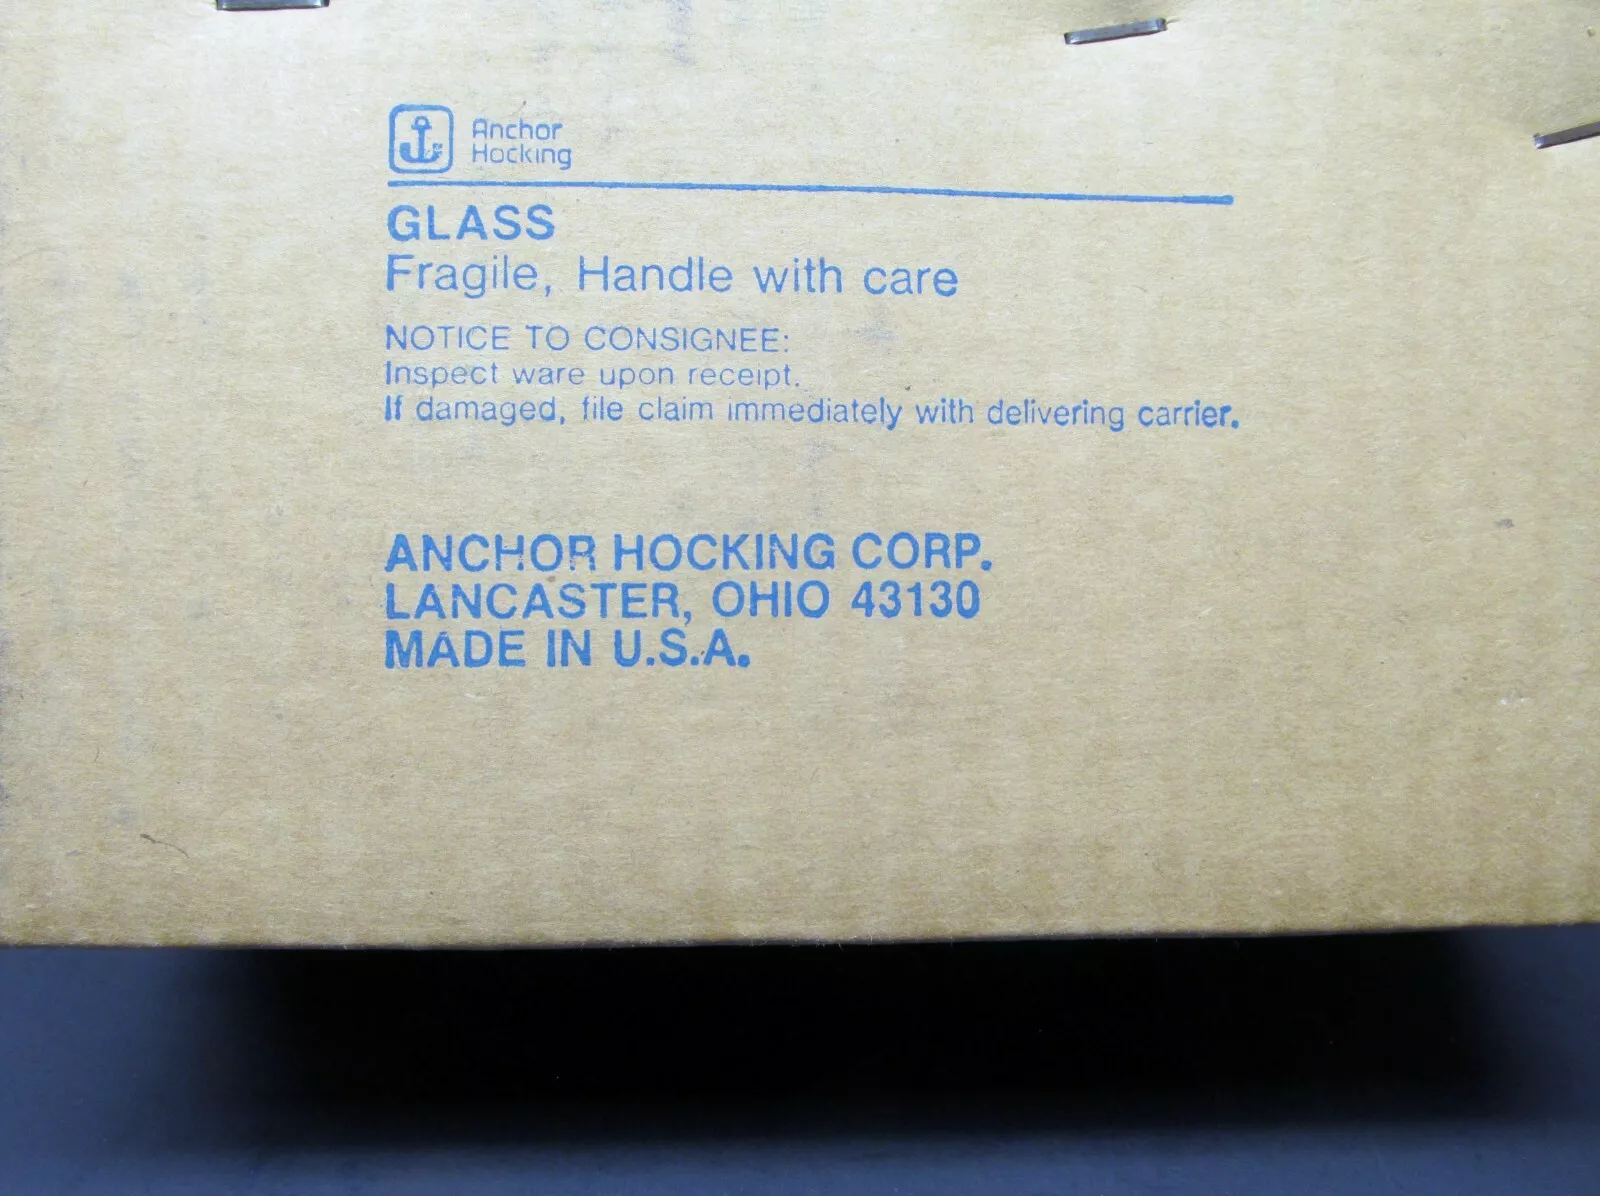 Anchor
Hocking
GLASS
Fragile, Handle with care
NOTICE TO CONSIGNEE:
Inspect ware upon receipt.
If damaged, file claim immediately with delivering carrier.
ANCHOR HOCKING CORP.
LANCASTER, OHIO 43130
MADE IN U.S.A.